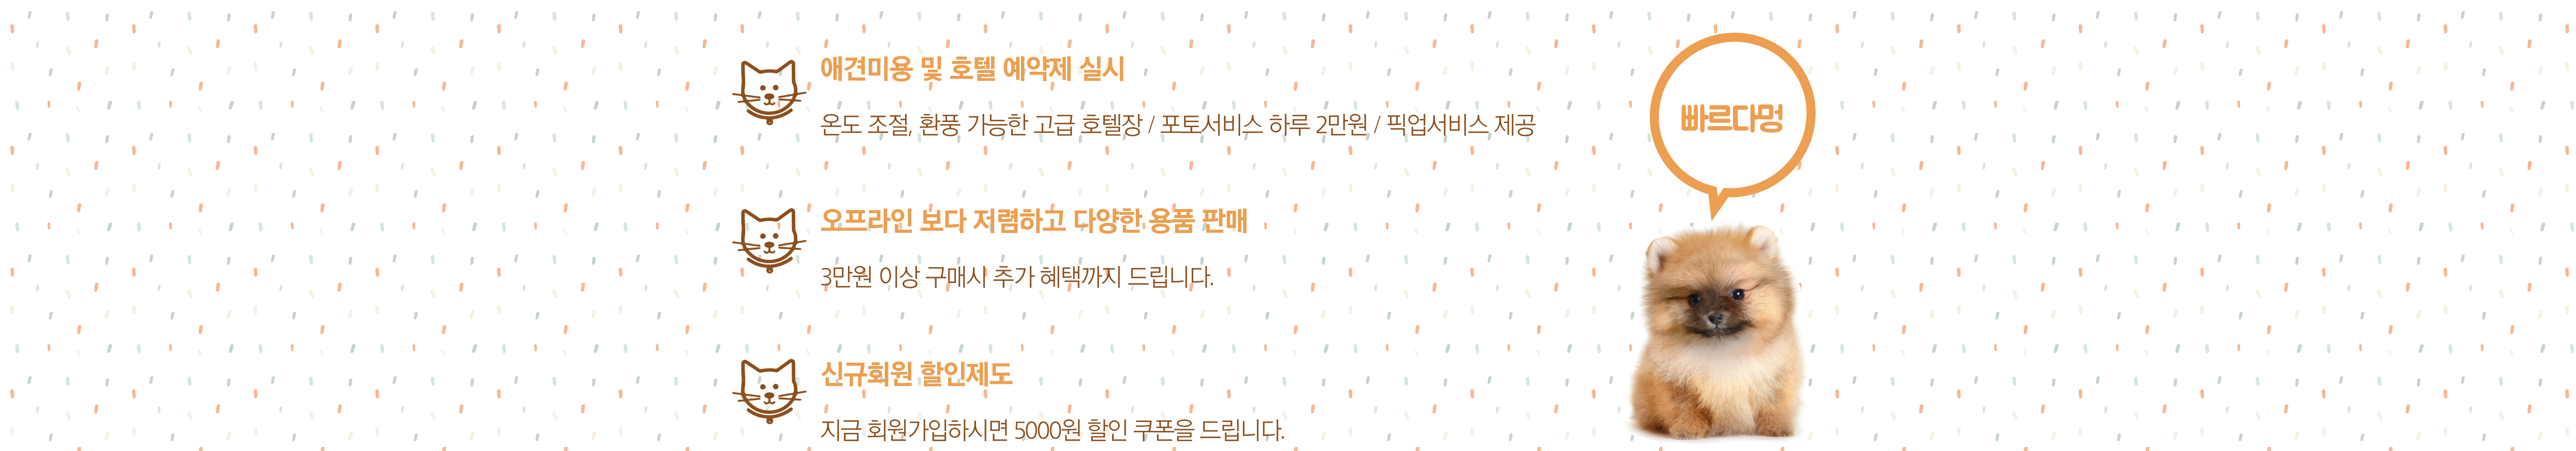 애견미용 및 호텔 예약제 실시
온도 조절, 환풍 가능한 고급 호텔장 / 포토서비스 하루 2만원 / 픽업서비스 제공
오프라인 보다 저렴하고 다양한 용품 판매
3만원 이상 구매시 추가 혜택까지 드립니다.
신규회원 할인제도
지금 회원가입하시면 5000원 할인 쿠폰을 드립니다.
빠르다멍